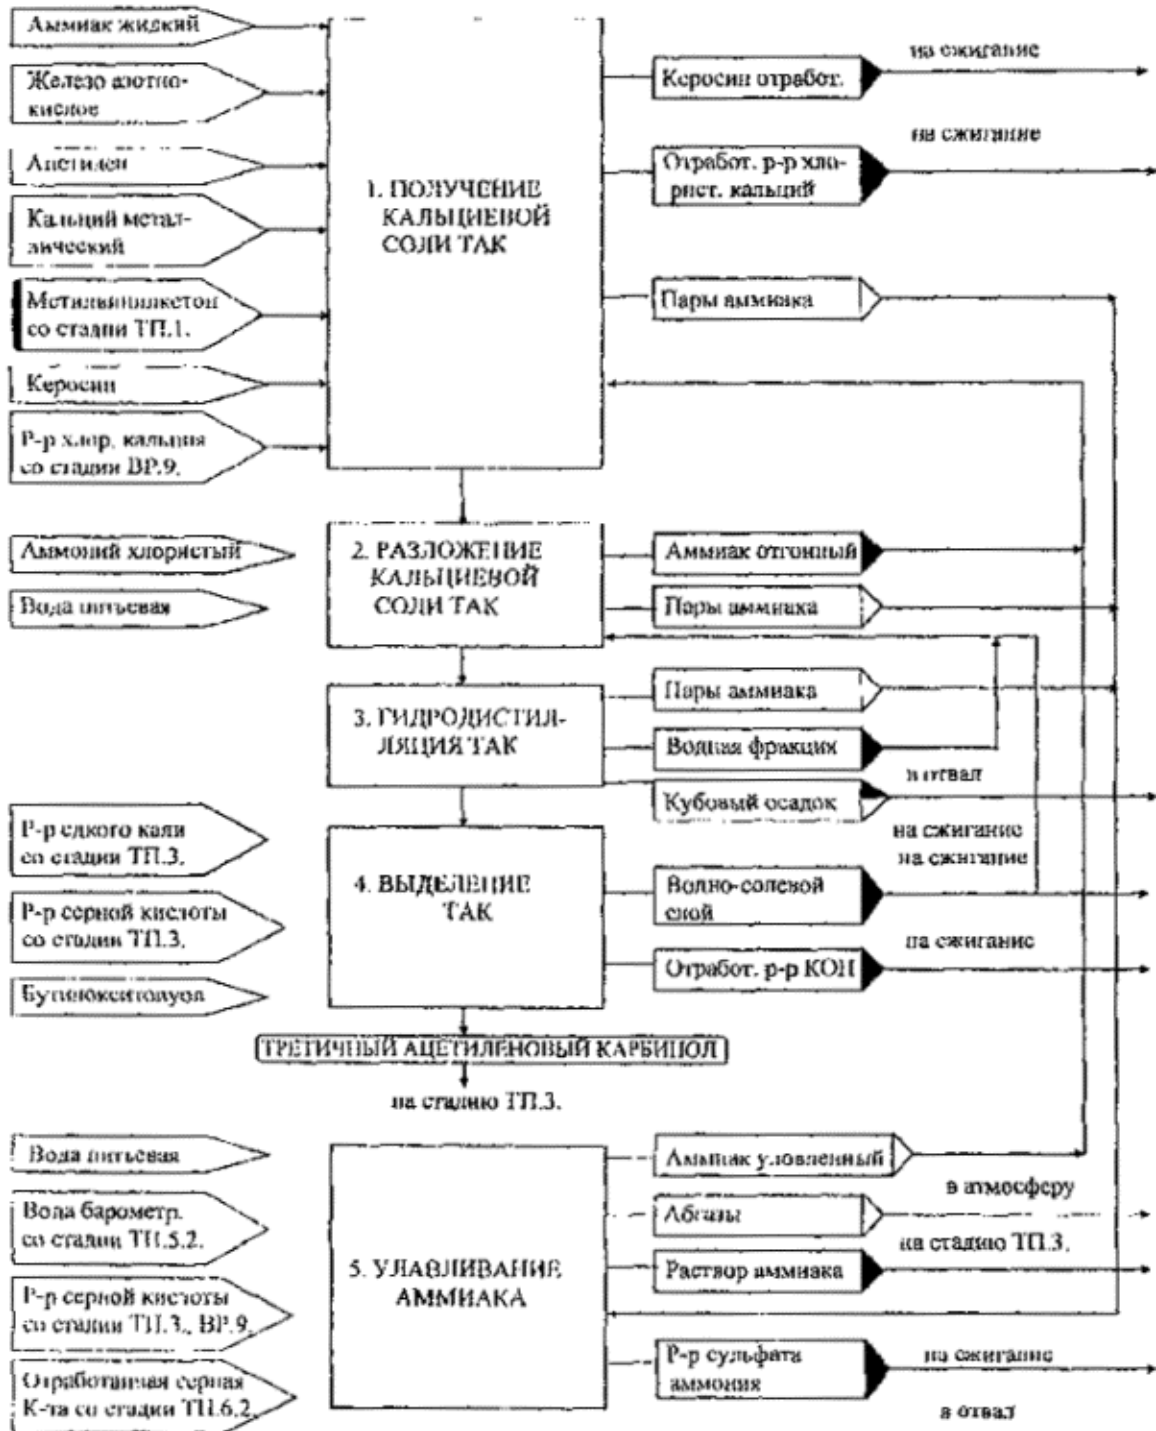 Аммиак жидкий
Железо азотно-
кислое
Ацетилен
Кальций метал-
лический
Метилвинилкетон
со стадии ТП.1.
Керосин
Р-р хлор. кальция
со стадии ВР.9.
1. ПОЛУЧЕНИЕ
КАЛЬЦИЕВОЙ
СОЛИ ТАК
Керосин отработ.
на сжигание
Отработ. р-р хло-
рист. кальций
на сжигание
Пары аммиака
Аммоний хлористый
Вода питьевая
2. РАЗЛОЖЕНИЕ
КАЛЬЦИЕВОЙ
СОЛИ ТАК
Аммиак отгонный
Пары аммиака
3. ГИДРОДИСТИЛ-
ЛЯЦИЯ ТАК
Пары аммиака
Водная фракция
в отвал
Кубовый осадок
на сжигание
на сжигание
Р-р едкого кали
со стадии ТП.3.
Р-р серной кислоты
со стадии ТП.3.
Бутилокситолуол
4. ВЫДЕЛЕНИЕ
ТАК
Водно-солевой
слой
на сжигание
Отработ. р-р КОН
ТРЕТИЧНЫЙ АЦЕТИЛЕНОВЫЙ КАРБИНОЛ
на стадию ТП.3.
Вода питьевая
Вода барометр.
со стадии ТП.5.2.
Р-р серной кислоты
со стадии ТП.3., ВР.9.
Отработанная серная
К-та со стадии ТП.6.2.
5. УЛАВЛИВАНИЕ
АММИАКА
Аммиак уловленный
в атмосферу
Абгазы
на стадию ТП.3.
Раствор аммиака
Р-р сульфата
аммония
на сжигание
в отвал